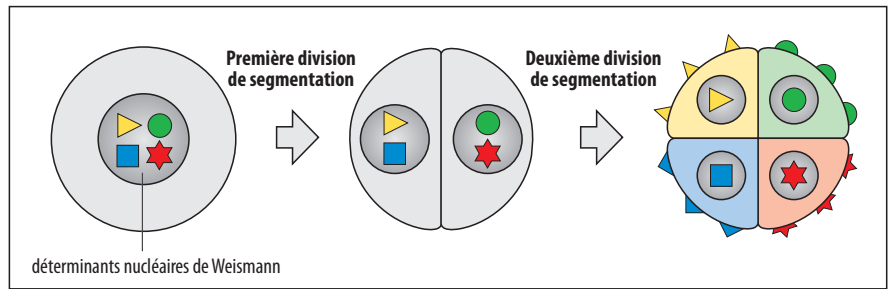 Première division
de segmentation
Deuxième division
de segmentation
déterminants nucléaires de Weismann